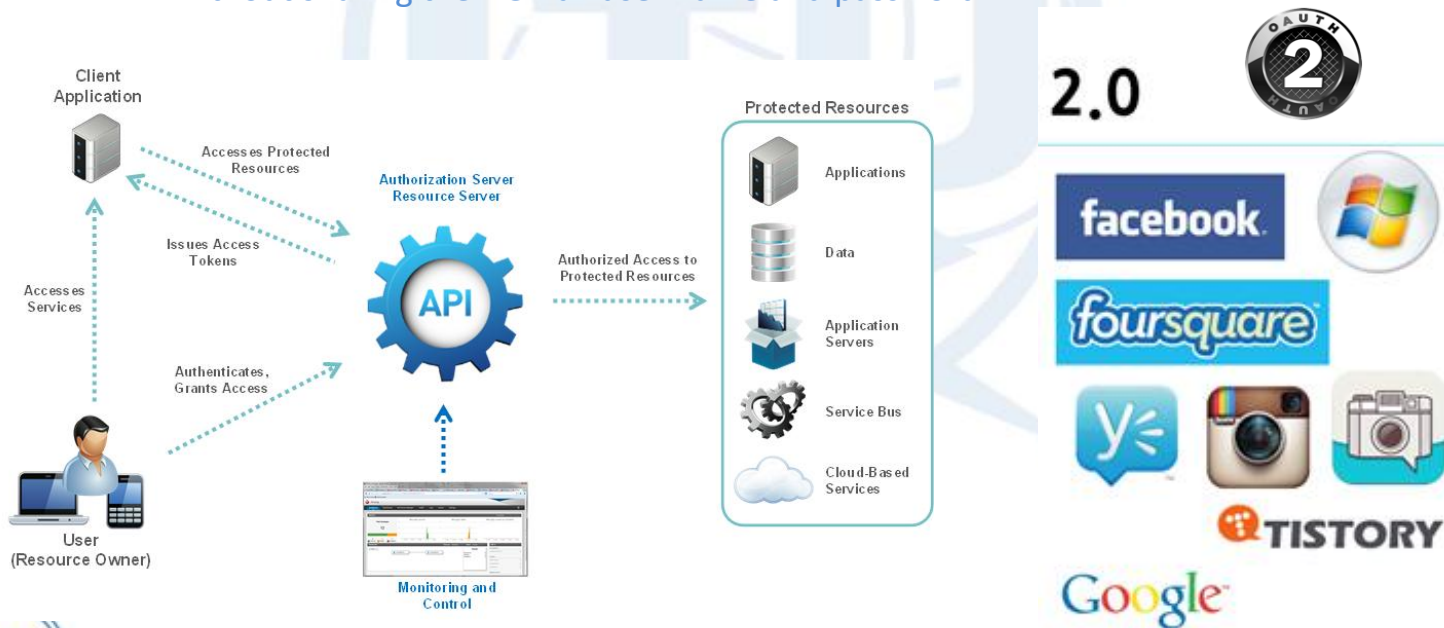 Client
Application
Accesses Protected
Resources
Issues Access
Tokens
Accesses
Services
Authenticates,
Grants Access
User
(Resource Owner)
Authorization Server
Resource Server
API
Monitoring and
Control
Authorized Access to
Protected Resources
Protected Resources
Applications
Data
Application
Servers
Service Bus
Cloud-Based
Services
2.0
OAUTH
2
OAUTH
facebook
foursquare
TISTORY
Google